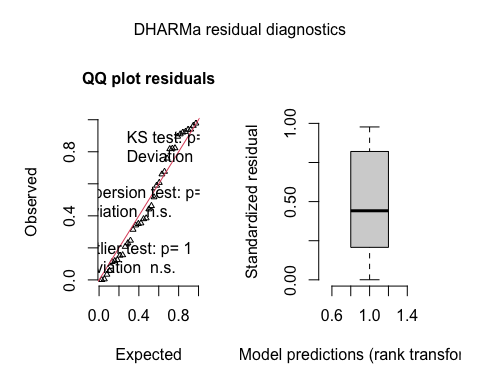 DHARMa residual diagnostics
QQ plot residuals
Observed
0.0 0.4 0.8
KS test: p=
Deviation
persion test: p=
viation n.s.
tlier test: p= 1
viation n.s.
0.0 0.4 0.8
Expected
Standardized residual
0.00 0.50 1.00
0.6 1.0 1.4
Model predictions (rank transfor